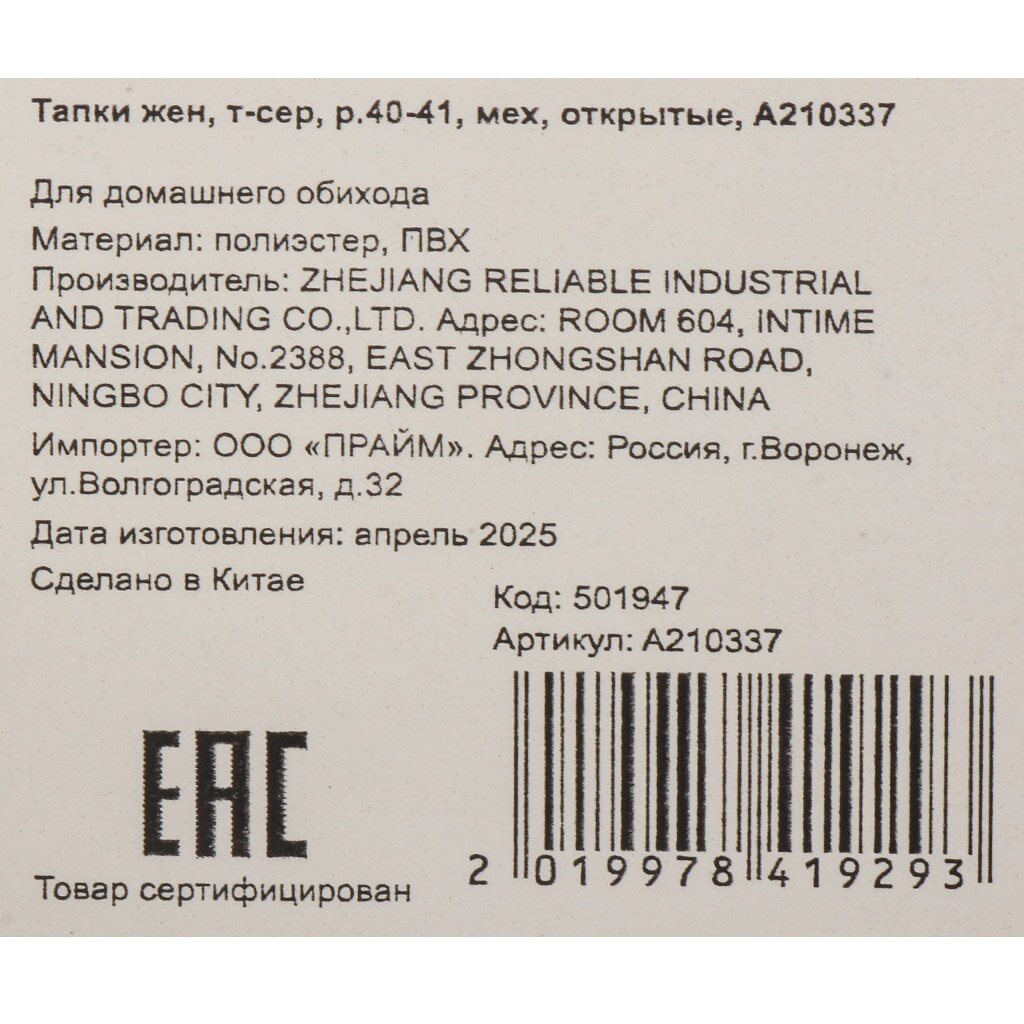 Тапки жен, т-сер, р.40-41, мех, открытые, А210337
Для домашнего обихода
Материал: полиэстер, ПВХ
Производитель: ZHEJIANG RELIABLE INDUSTRIAL
AND TRADING CO.,LTD. Адрес: ROOM 604, INTIME
MANSION, No.2388, EAST ZHONGSHAN ROAD,
NINGBO CITY, ZHEJIANG PROVINCE, CHINA
Импортер: ООО «ПРАЙМ». Адрес: Россия, г.Воронеж,
ул.Волгоградская, д.32
Дата изготовления: апрель 2025
Сделано в Китае
Код: 501947
Артикул: А210337
EAC
Товар сертифицирован
2 019978 419293